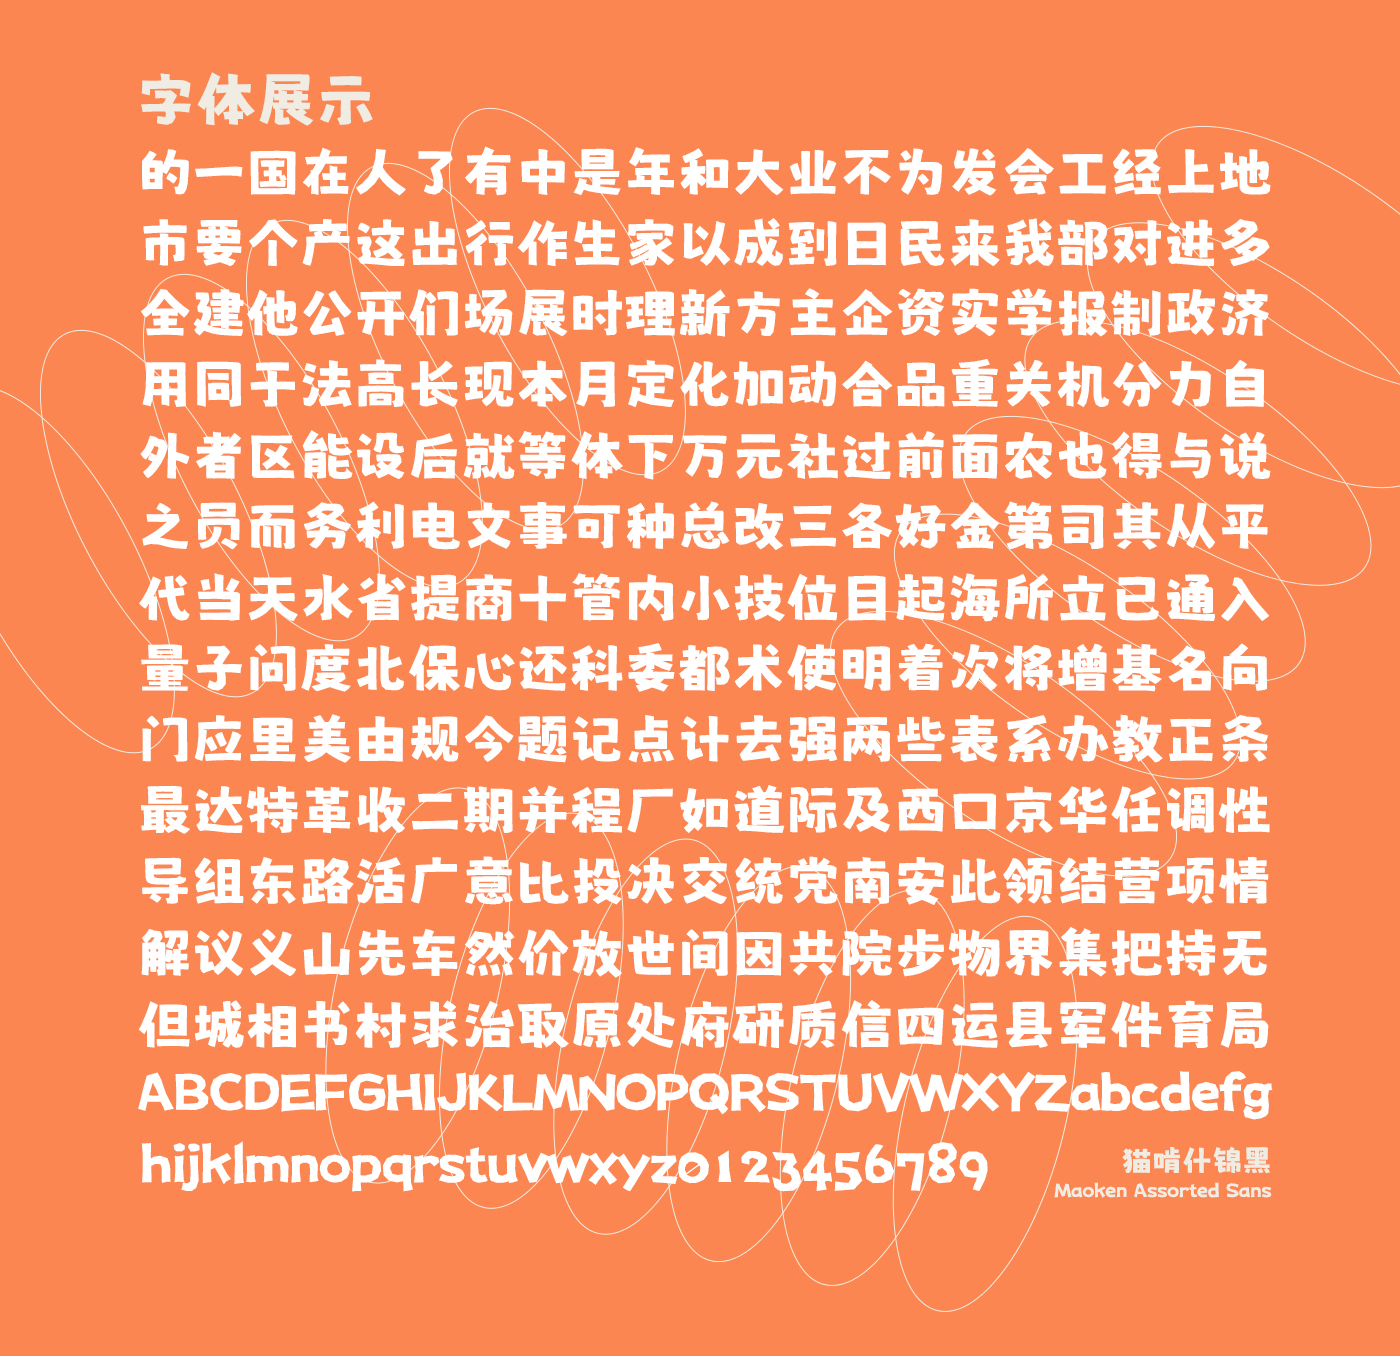 字体展示
的一国在人了有中是年和大业不为发会工经上地
市要个产这出行作生家以成到日民来我部对进多
全建他公开们场展时理新方主企资实学报制政济
用同于法高长现本月定化加动合品重关机分力自
外者区能设后就等体下万元社过前面农也得与说
之员而务利电文事可种总改三各好金第司其从平
代当天水省提商十管内小技位目起海所立已通入
量子问度北保心还科委都术使明着次将增基名向
门应里美由规今题记点计去强两些表系办教正条
最达特革收二期并程厂如道际及西口京华任调性
导组东路活广意比投决交统党南安此领结营项情
解议义山先车然价放世间因共院步物界集把持无
但城相书村求治取原处府研质信四运县军件育局
ABCDEFGHIJKLMNOPQRSTUVWXYZabcdefg
hijklmnopqrstuvwxyz0123456789
猫啃什锦黑
Maoken Assorted Sans